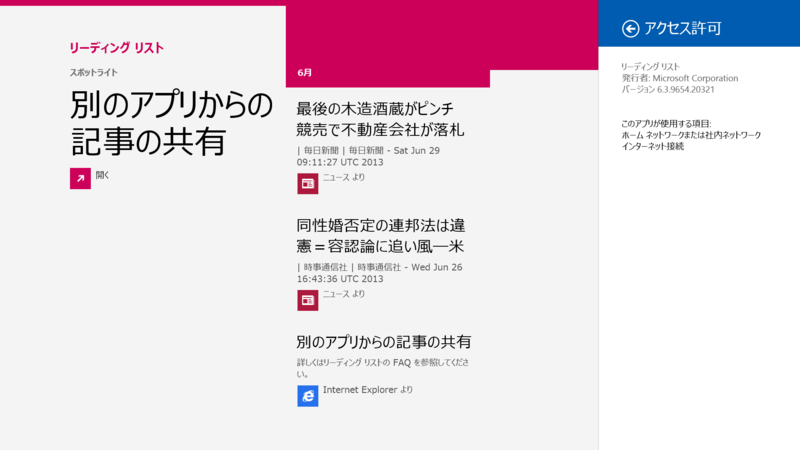 リーディング リスト
スポットライト
別のアプリからの
記事の共有
開く
6月
最後の木造酒蔵がピンチ
競売で不動産会社が落札
| 毎日新聞 | 毎日新聞 - Sat Jun 29
09:11:27 UTC 2013
ニュース より
同性婚否定の連邦法は違
憲＝容認論に追い風―米
| 時事通信社 | 時事通信社 - Wed Jun 26
16:43:36 UTC 2013
ニュース より
別のアプリからの記事の共有
詳しくはリーディング リストの FAQ を参照してくださ
い。
Internet Explorer より
アクセス許可
リーディング リスト
発行者: Microsoft Corporation
バージョン 6.3.9654.20321
このアプリが使用する項目:
ホーム ネットワークまたは社内ネットワーク
インターネット接続